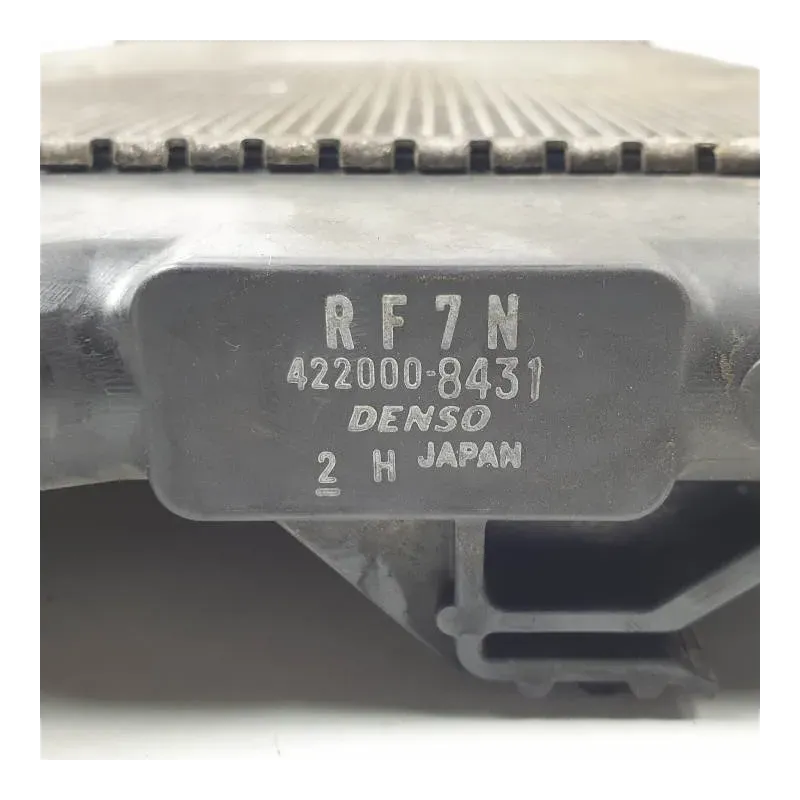 RF7N
422000-8431
DENSO
2 H JAPAN